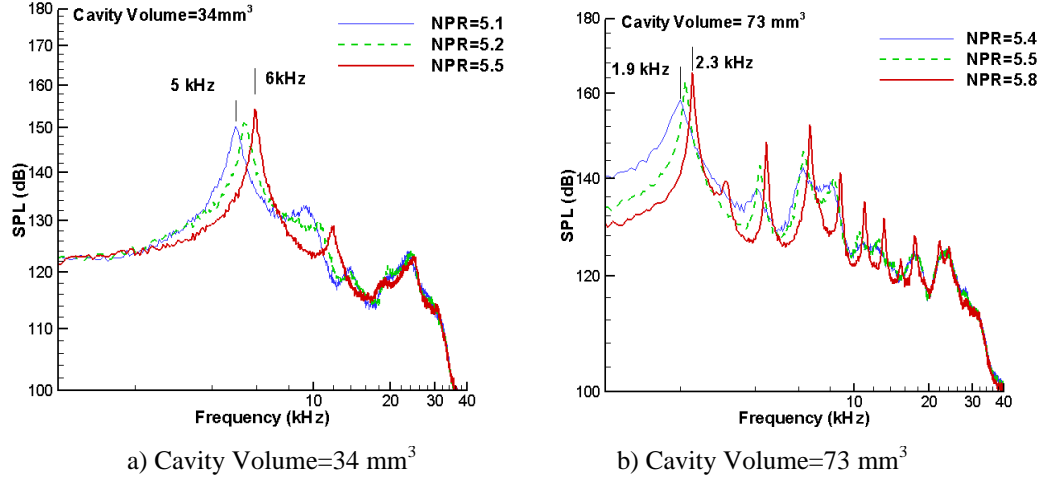 Cavity Volume=34mm³
NPR=5.1
NPR=5.2
NPR=5.5
180
170
160
150
140
130
120
110
100
SPL (dB)
5 kHz
6kHz
10
20
30
40
Frequency (kHz)
a) Cavity Volume=34 mm³
Cavity Volume= 73 mm³
NPR=5.4
NPR=5.5
NPR=5.8
180
160
140
120
100
SPL (dB)
1.9 kHz
2.3 kHz
10
20
30
40
Frequency (kHz)
b) Cavity Volume=73 mm³